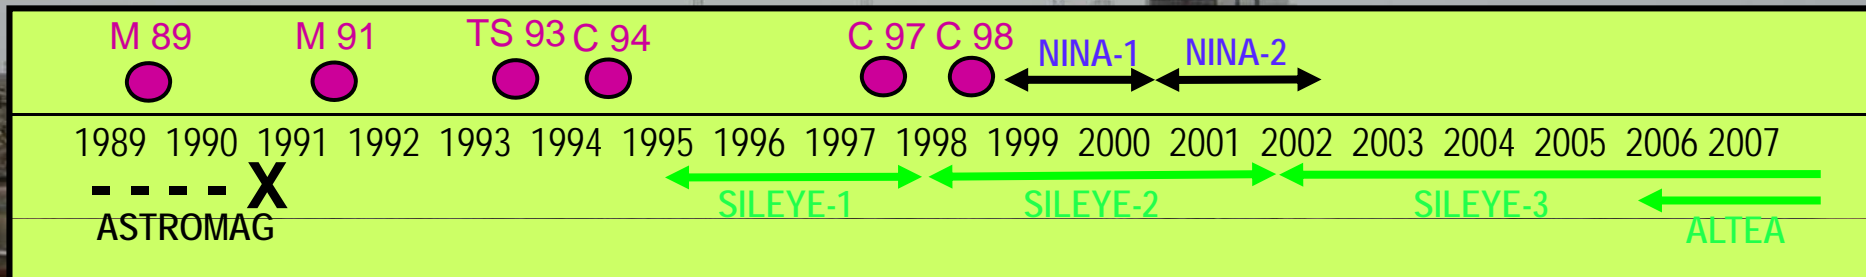 M 89 M 91 TS 93 C 94 C 97 C 98 NINA-1 NINA-2
1989 1990 1991 1992 1993 1994 1995 1996 1997 1998 1999 2000 2001 2002 2003 2004 2005 2006 2007
X
SILEYE-1 SILEYE-2 SILEYE-3
ASTROMAG ALTEA